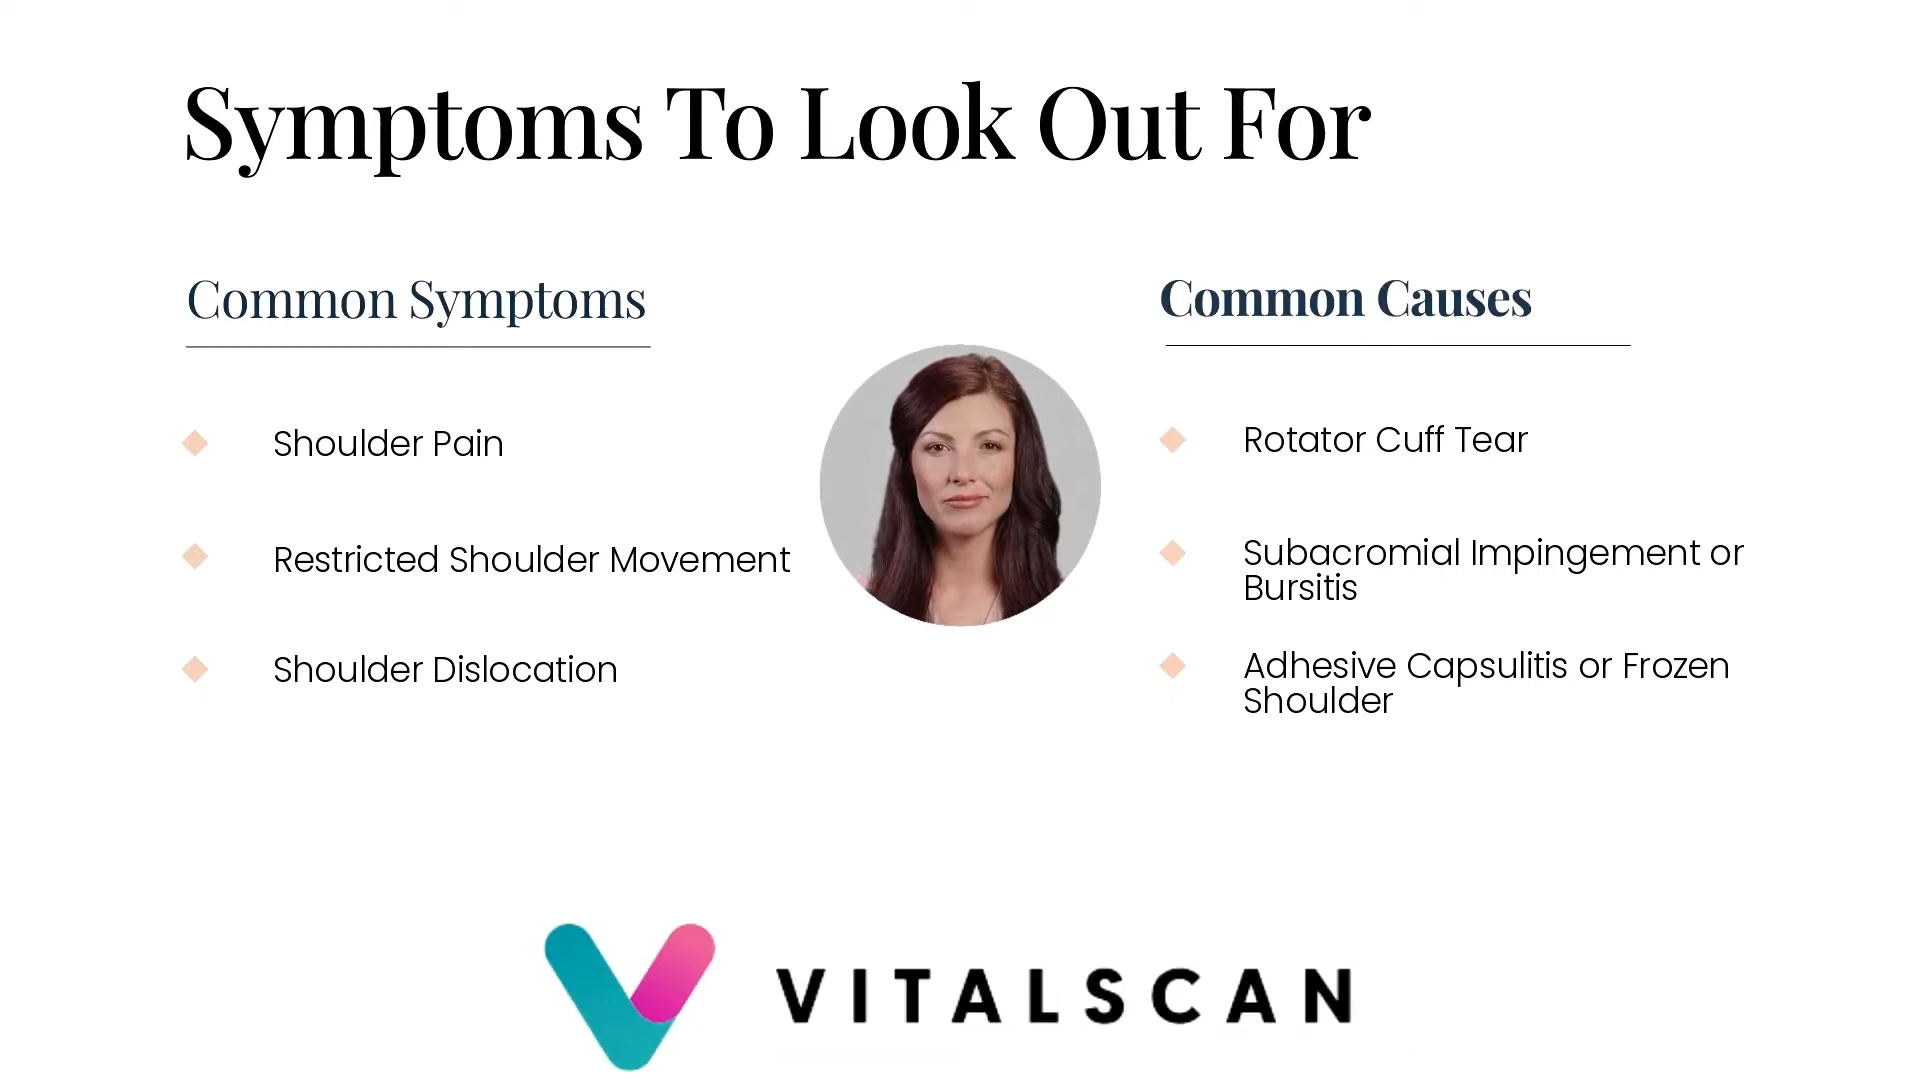 Symptoms To Look Out For
Common Symptoms
Shoulder Pain
Restricted Shoulder Movement
Shoulder Dislocation
Common Causes
Rotator Cuff Tear
Subacromial Impingement or
Bursitis
Adhesive Capsulitis or Frozen
Shoulder
VITALSCAN